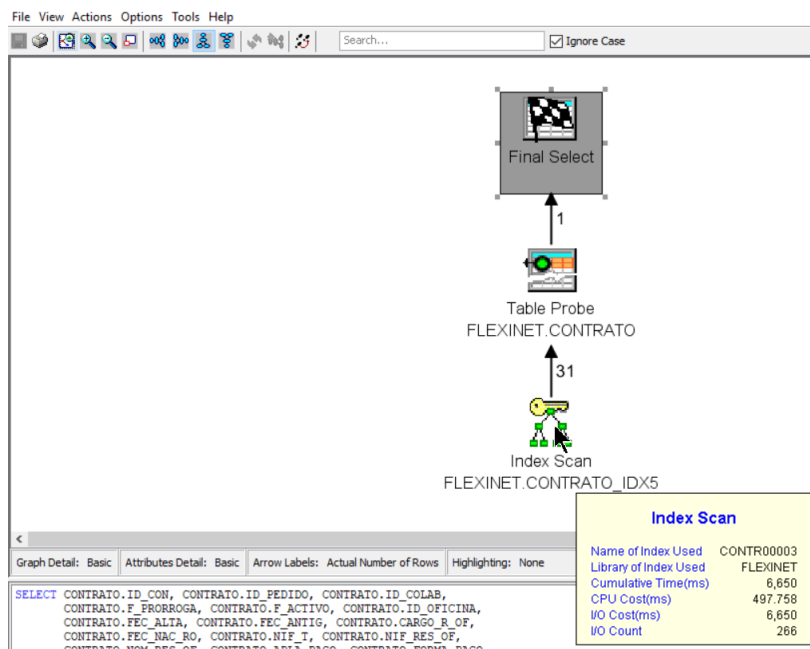 File View Actions Options Tools Help
Search...
Ignore Case
Final Select
1
Table Probe
FLEXINET.CONTRATO
31
Index Scan
FLEXINET.CONTRATO_IDX5
Index Scan
Name of Index Used CONTR00003
Library of Index Used FLEXINET
Cumulative Time(ms) 6,650
CPU Cost(ms) 497.758
I/O Cost(ms) 6,650
I/O Count 266
Graph Detail: Basic Attributes Detail: Basic Arrow Labels: Actual Number of Rows Highlighting: None
SELECT CONTRATO.ID_CON, CONTRATO.ID_PEDIDO, CONTRATO.ID_COLAB,
CONTRATO.F_PRORROGA, CONTRATO.F_ACTIVO, CONTRATO.ID_OFICINA,
CONTRATO.FEC_ALTA, CONTRATO.FEC_ANTIG, CONTRATO.CARGO_R_OF,
CONTRATO.FEC_NAC_RO, CONTRATO.NIF_T, CONTRATO.NIF_RES_OF,